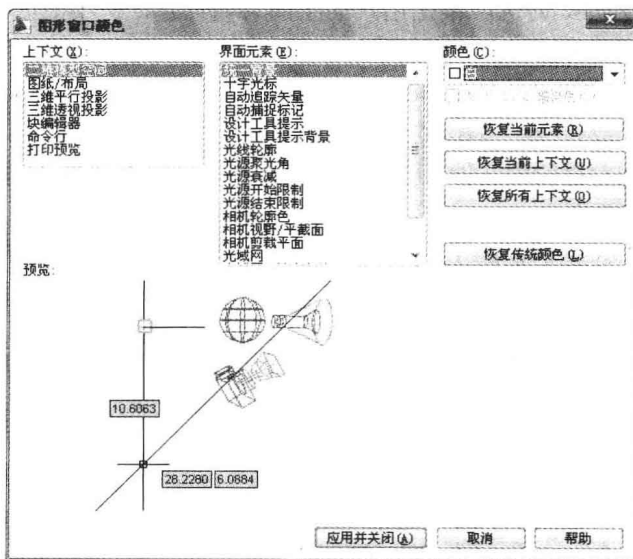 图形窗口颜色
上下文(X):
图纸/布局
三维平行投影
三维透视投影
块编辑器
命令行
打印预览
界面元素(E):
十字光标
自动追踪矢量
自动捕捉标记
设计工具提示
设计工具提示背景
光线轮廓
光源聚光角
光源衰减
光源开始限制
光源结束限制
相机轮廓色
相机视野/平截面
相机剪裁平面
光域网
颜色(C):
白
恢复当前元素(R)
恢复当前上下文(U)
恢复所有上下文(O)
恢复传统颜色(L)
预览:
10.6063
28.2280 6.0884
应用并关闭(A)
取消
帮助